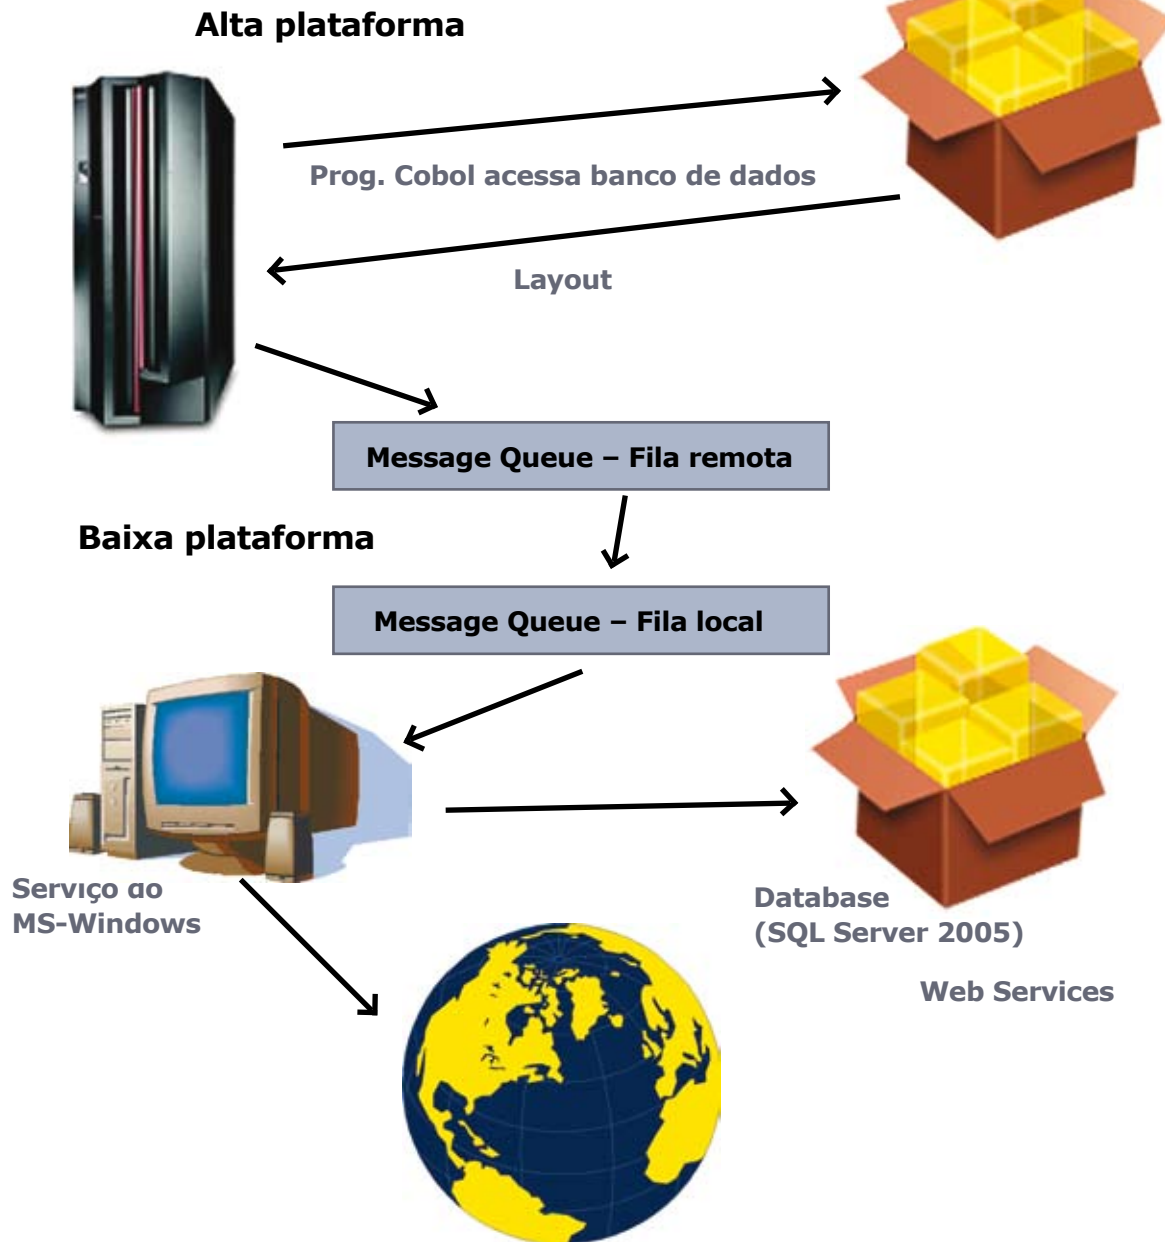 Alta plataforma
Prog. Cobol acessa banco de dados
Layout
Message Queue – Fila remota
Baixa plataforma
Message Queue – Fila local
Serviço do
MS-Windows
Database
(SQL Server 2005)
Web Services